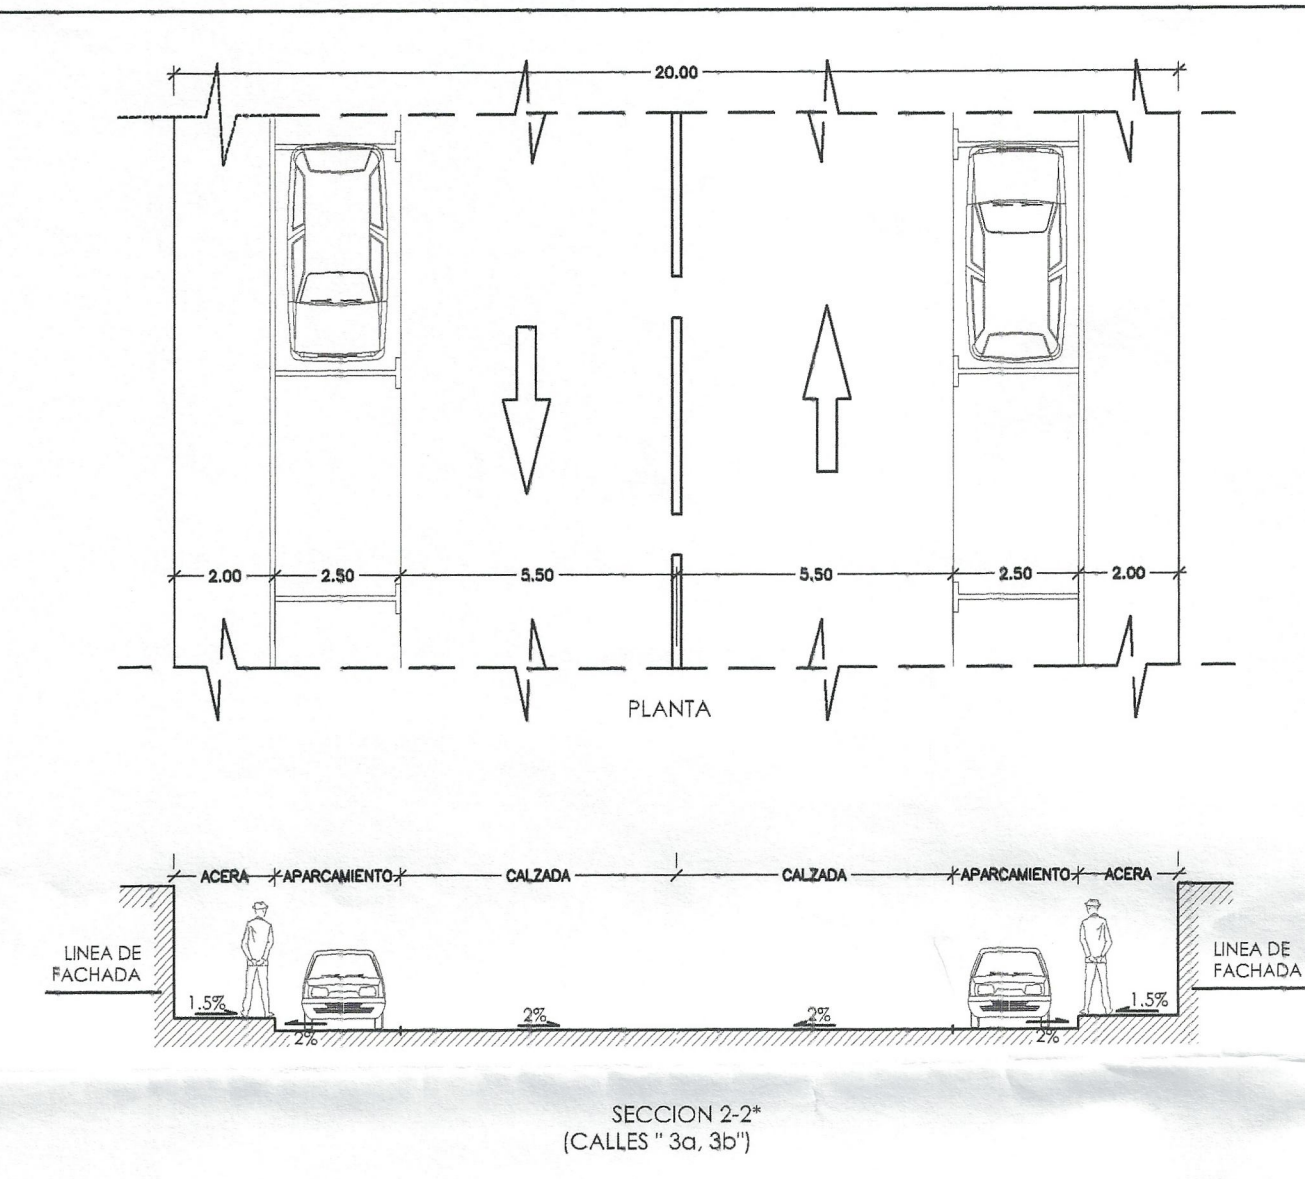 20.00
2.00 2.50 5.50 5.50 2.50 2.00
PLANTA
ACERA APARCAMIENTO CALZADA CALZADA APARCAMIENTO ACERA
LINEA DE
FACHADA
LINEA DE
FACHADA
1.5% 2% 2% 2% 2% 1.5%
SECCION 2-2*
(CALLES " 3a, 3b")